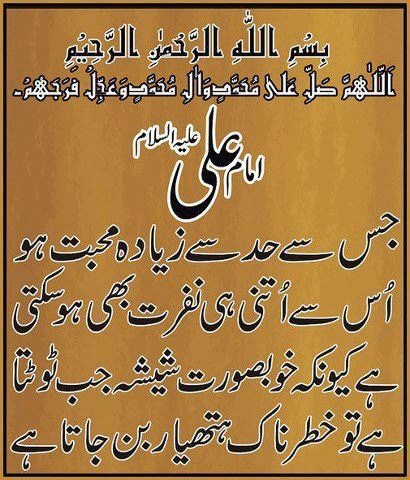 بِسْمِ اللّٰهِ الرَّحْمٰنِ الرَّحِيْمِ
اَللّٰهُمَّ صَلِّ عَلىٰ مُحَمَّدٍ وَّاٰلِ مُحَمَّدٍ وَعَجِّلْ فَرَجَهُمْ۔
امام علی علیہ السلام
جس سے حد سے زیادہ محبت ہو
اُس سے اُتنی ہی نفرت بھی ہو سکتی
ہے کیونکہ خوبصورت شیشہ جب ٹوٹتا
ہے تو خطرناک ہتھیار بن جاتا ہے